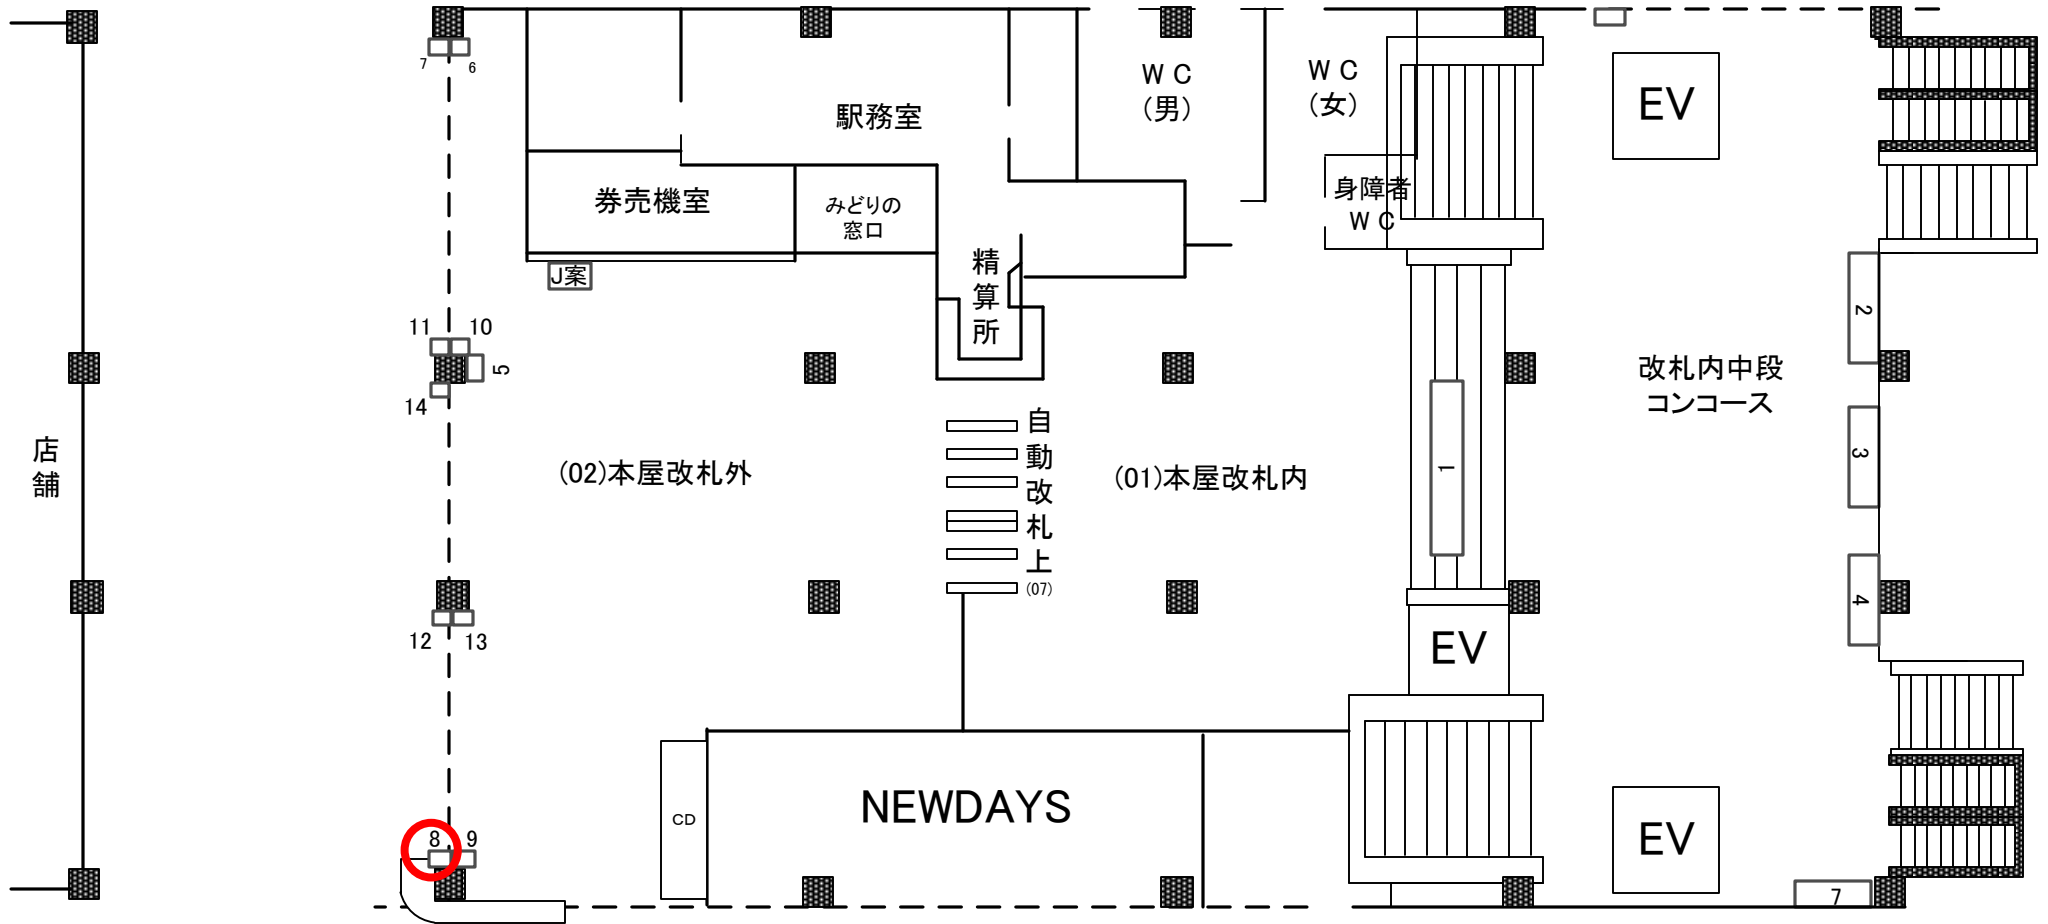 7
6
駅務室
W C
（男）
W C
（女）
EV
券売機室
みどりの
窓口
身障者
W C
J案
精算所
11
10
5
14
2
改札内中段
コンコース
店舗
(02)本屋改札外
自動改札上
(07)
(01)本屋改札内
1
3
4
12
13
EV
NEWDAYS
CD
8
9
EV
7